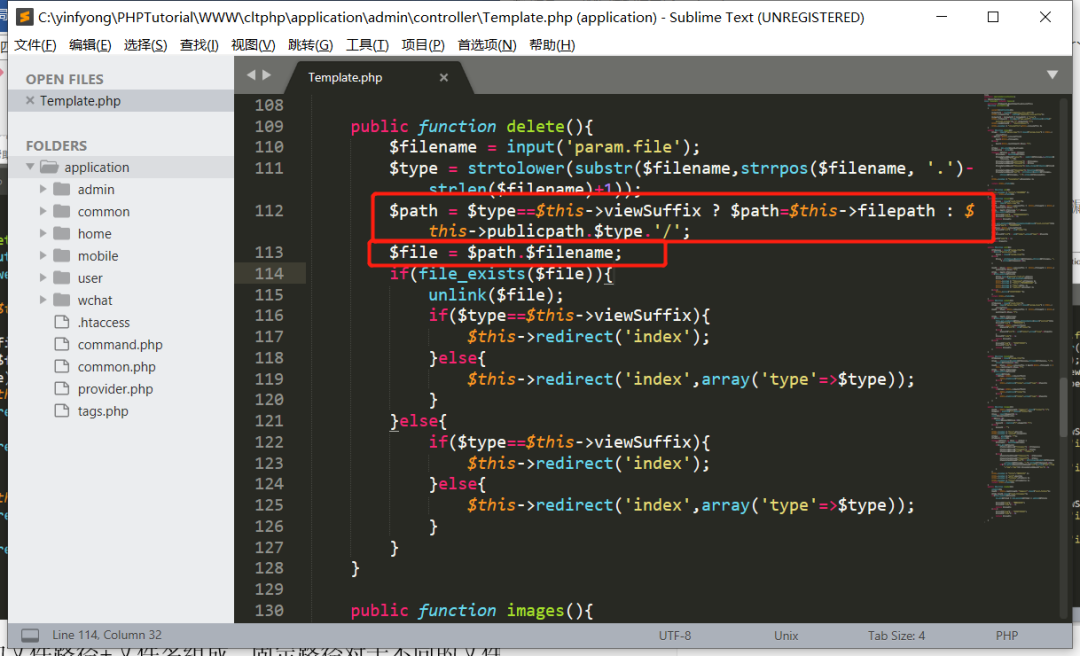 C:\yinfyong\PHPTutorial\WWW\cltphp\application\admin\controller\Template.php (application) - Sublime Text (UNREGISTERED)
文件(F) 编辑(E) 选择(S) 查找(I) 视图(V) 跳转(G) 工具(T) 项目(P) 首选项(N) 帮助(H)
OPEN FILES
Template.php
FOLDERS
application
admin
common
home
mobile
user
wchat
.htaccess
command.php
common.php
provider.php
tags.php
Template.php
108
109 public function delete(){
110 $filename = input('param.file');
111 $type = strtolower(substr($filename,strrpos($filename, '.')-
strlen($filename)+1));
112 $path = $type==$this->viewSuffix ? $path=$this->filepath : $
this->publicpath.$type.'/';
113 $file = $path.$filename;
114 if(file_exists($file)){
115 unlink($file);
116 if($type==$this->viewSuffix){
117 $this->redirect('index');
118 }else{
119 $this->redirect('index',array('type'=>$type));
120 }
121 }else{
122 if($type==$this->viewSuffix){
123 $this->redirect('index');
124 }else{
125 $this->redirect('index',array('type'=>$type));
126 }
127 }
128 }
129
130 public function images(){
Line 114, Column 32 UTF-8 Unix Tab Size: 4 PHP